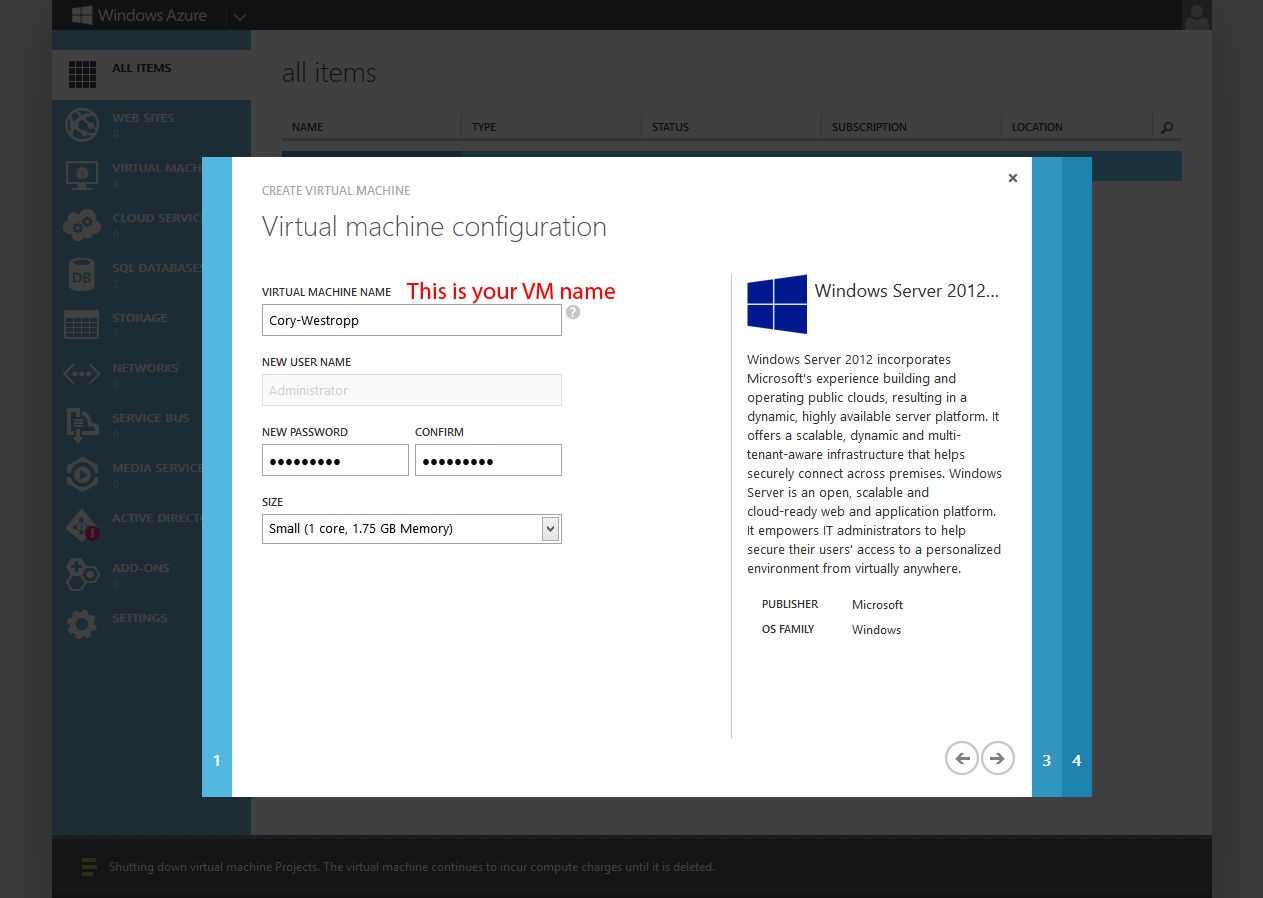 Windows Azure
ALL ITEMS
WEB SITES
0
VIRTUAL MACH
4
CLOUD SERVIC
0
SQL DATABASES
2
STORAGE
1
NETWORKS
0
SERVICE BUS
0
MEDIA SERVICE
0
ACTIVE DIRECT
ADD-ONS
0
SETTINGS
all items
NAME TYPE STATUS SUBSCRIPTION LOCATION
CREATE VIRTUAL MACHINE
Virtual machine configuration
VIRTUAL MACHINE NAME This is your VM name
Cory-Westropp
?
NEW USER NAME
Administrator
NEW PASSWORD CONFIRM
●●●●●●●●● ●●●●●●●●●
SIZE
Small (1 core, 1.75 GB Memory)
DB
Windows Server 2012...
Windows Server 2012 incorporates
Microsoft's experience building and
operating public clouds, resulting in a
dynamic, highly available server platform. It
offers a scalable, dynamic and multi-
tenant-aware infrastructure that helps
securely connect across premises. Windows
Server is an open, scalable and
cloud-ready web and application platform.
It empowers IT administrators to help
secure their users' access to a personalized
environment from virtually anywhere.
PUBLISHER Microsoft
OS FAMILY Windows
1
3 4
Shutting down virtual machine Projects. The virtual machine continues to incur compute charges until it is deleted.